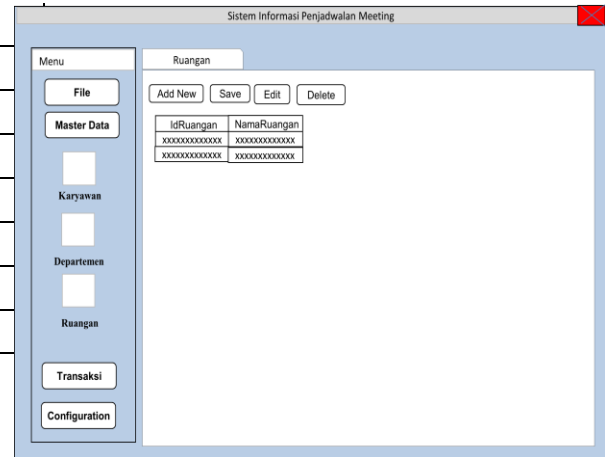 Sistem Informasi Penjadwalan Meeting
Menu
File
Master Data
Karyawan
Departemen
Ruangan
Transaksi
Configuration
Ruangan
Add New Save Edit Delete
IdRuangan NamaRuangan
xxxxxxxxxxxxx xxxxxxxxxxxxx
xxxxxxxxxxxxx xxxxxxxxxxxxx